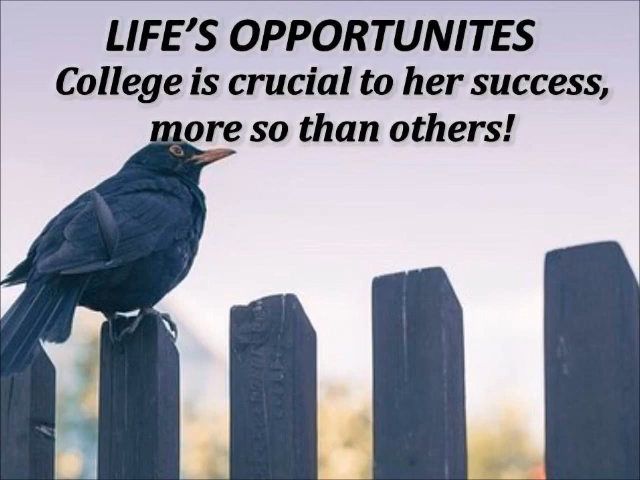 LIFE’S OPPORTUNITES
College is crucial to her success,
more so than others!